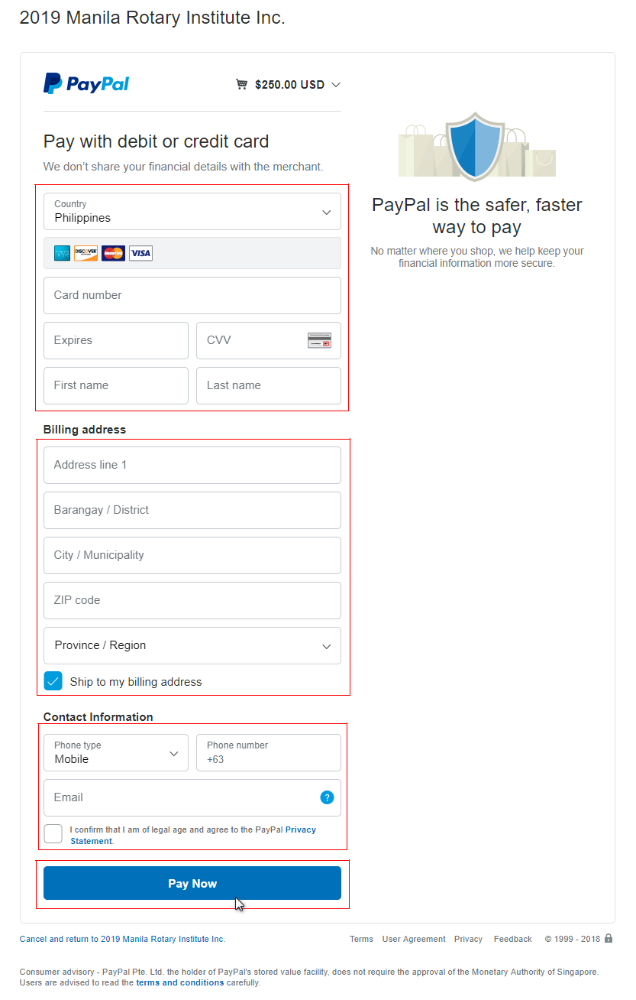 2019 Manila Rotary Institute Inc.
PayPal
$250.00 USD
Pay with debit or credit card
We don't share your financial details with the merchant.
Country
Philippines
DISCOVER
MasterCard
VISA
Card number
Expires
CVV
First name
Last name
Billing address
Address line 1
Barangay / District
City / Municipality
ZIP code
Province / Region
Ship to my billing address
Contact Information
Phone type
Mobile
Phone number
+63
Email
?
I confirm that I am of legal age and agree to the PayPal Privacy
Statement.
Pay Now
PayPal is the safer, faster
way to pay
No matter where you shop, we help keep your
financial information more secure.
Cancel and return to 2019 Manila Rotary Institute Inc.
Terms User Agreement Privacy Feedback © 1999 - 2018
Consumer advisory - PayPal Pte. Ltd. the holder of PayPal's stored value facility, does not require the approval of the Monetary Authority of Singapore.
Users are advised to read the terms and conditions carefully.